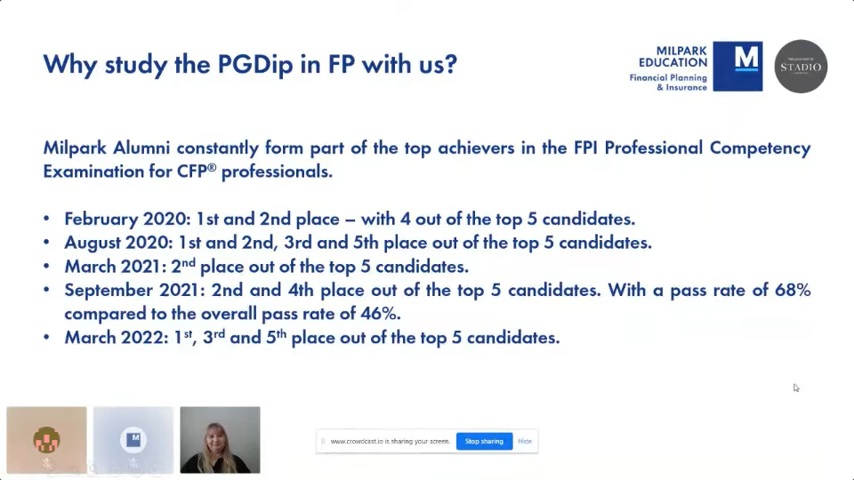 Why study the PGDip in FP with us?
MILPARK
EDUCATION
Financial Planning
& Insurance
M
STADIO
Milpark Alumni constantly form part of the top achievers in the FPI Professional Competency
Examination for CFP® professionals.
• February 2020: 1st and 2nd place – with 4 out of the top 5 candidates.
• August 2020: 1st and 2nd, 3rd and 5th place out of the top 5 candidates.
• March 2021: 2nd place out of the top 5 candidates.
• September 2021: 2nd and 4th place out of the top 5 candidates. With a pass rate of 68%
compared to the overall pass rate of 46%.
• March 2022: 1st, 3rd and 5th place out of the top 5 candidates.
M
www.crowdcast.io is sharing your screen.
Stop sharing
Hide